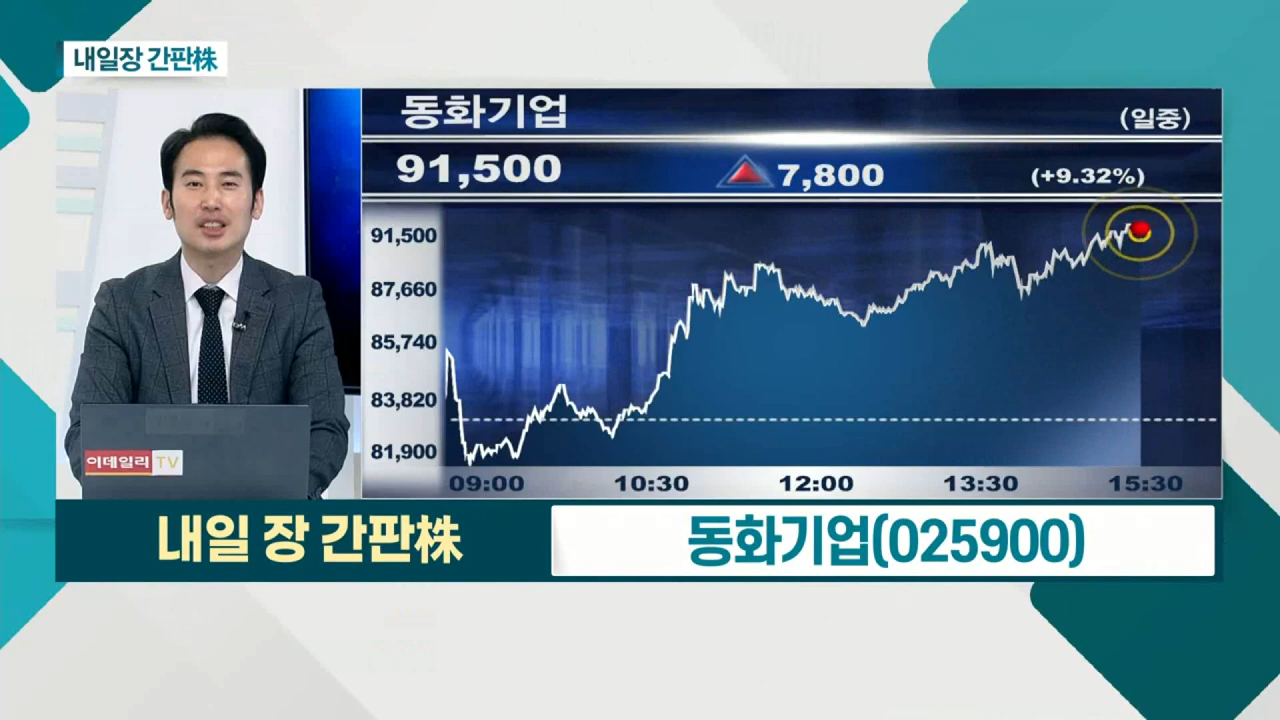 내일장 간판株
동화기업
(일중)
91,500
7,800
(+9.32%)
91,500
87,660
85,740
83,820
81,900
09:00 10:30 12:00 13:30 15:30
이데일리 TV
내일 장 간판株
동화기업(025900)